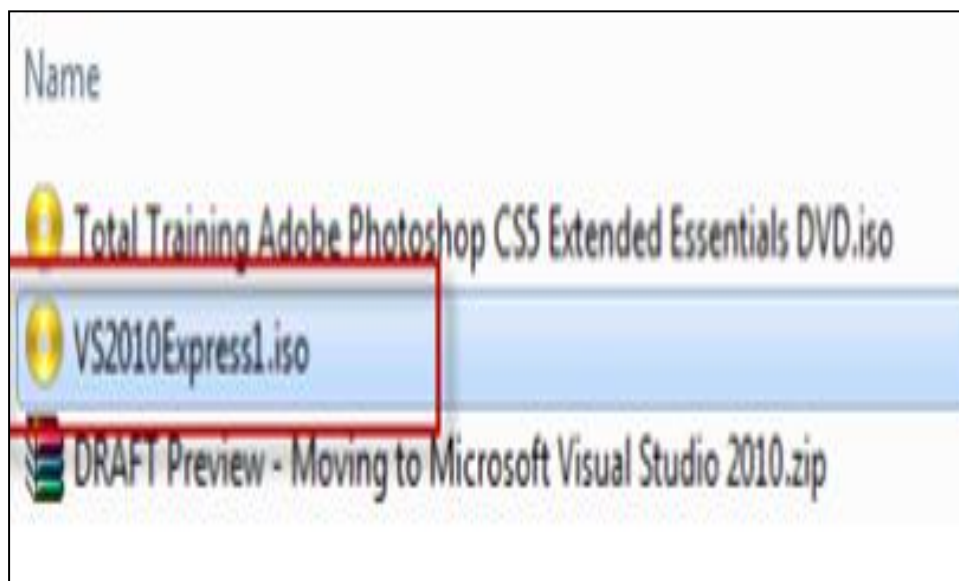 Name
Total Training Adobe Photoshop CS5 Extended Essentials DVD.iso
VS2010Express1.iso
DRAFT Preview - Moving to Microsoft Visual Studio 2010.zip